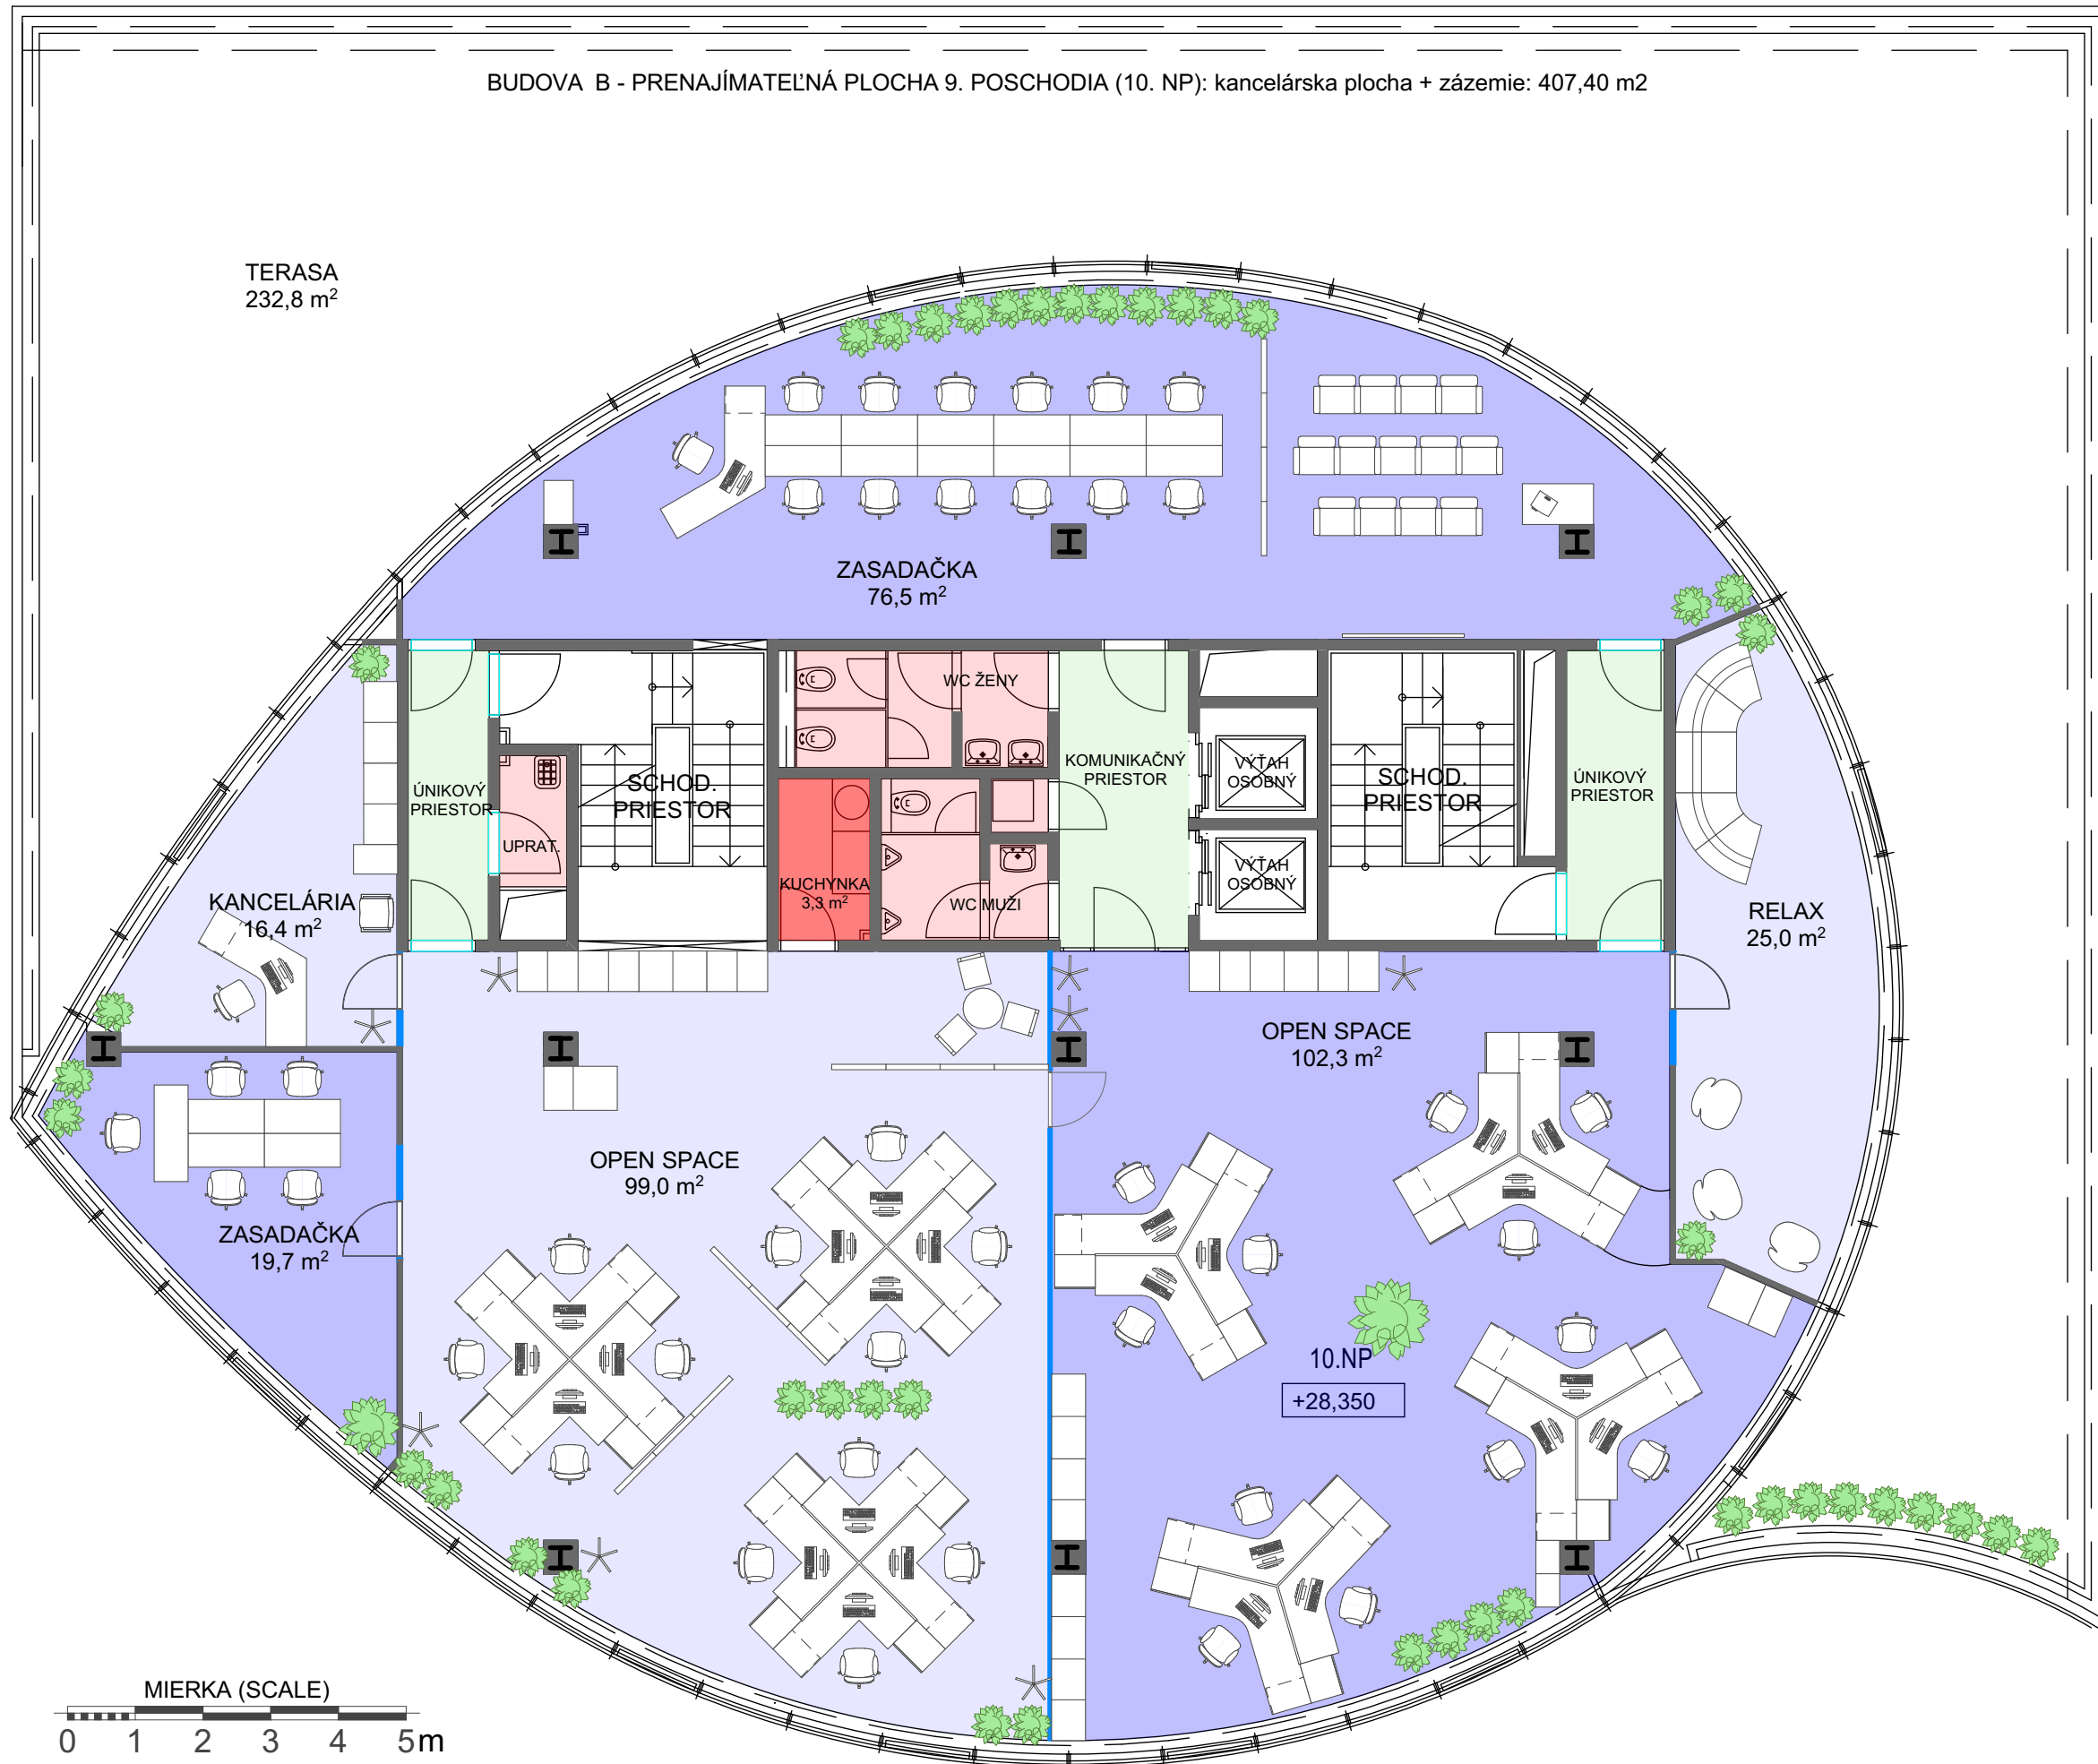 BUDOVA B - PRENAJÍMATEĽNÁ PLOCHA 9. POSCHODIA (10. NP): kancelárska plocha + zázemie: 407,40 m2
TERASA
232,8 m²
ZASADAČKA
76,5 m²
WC ŽENY
KOMUNIKAČNÝ
PRIESTOR
VÝŤAH
OSOBNÝ
SCHOD.
PRIESTOR
ÚNIKOVÝ
PRIESTOR
ÚNIKOVÝ
PRIESTOR
SCHOD.
PRIESTOR
UPRAT.
KUCHYNKA
3,3 m²
WC MUŽI
VÝŤAH
OSOBNÝ
KANCELÁRIA
16,4 m²
RELAX
25,0 m²
OPEN SPACE
102,3 m²
OPEN SPACE
99,0 m²
ZASADAČKA
19,7 m²
10.NP
+28,350
MIERKA (SCALE)
0 1 2 3 4 5m